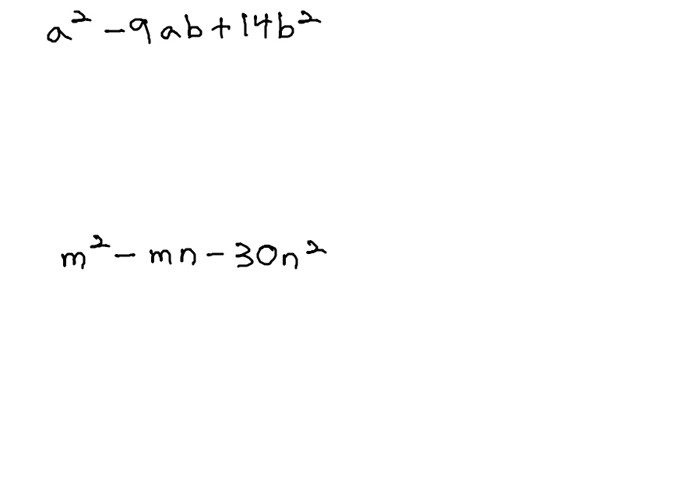 a² - 9ab + 14b²
m² - mn - 30n²